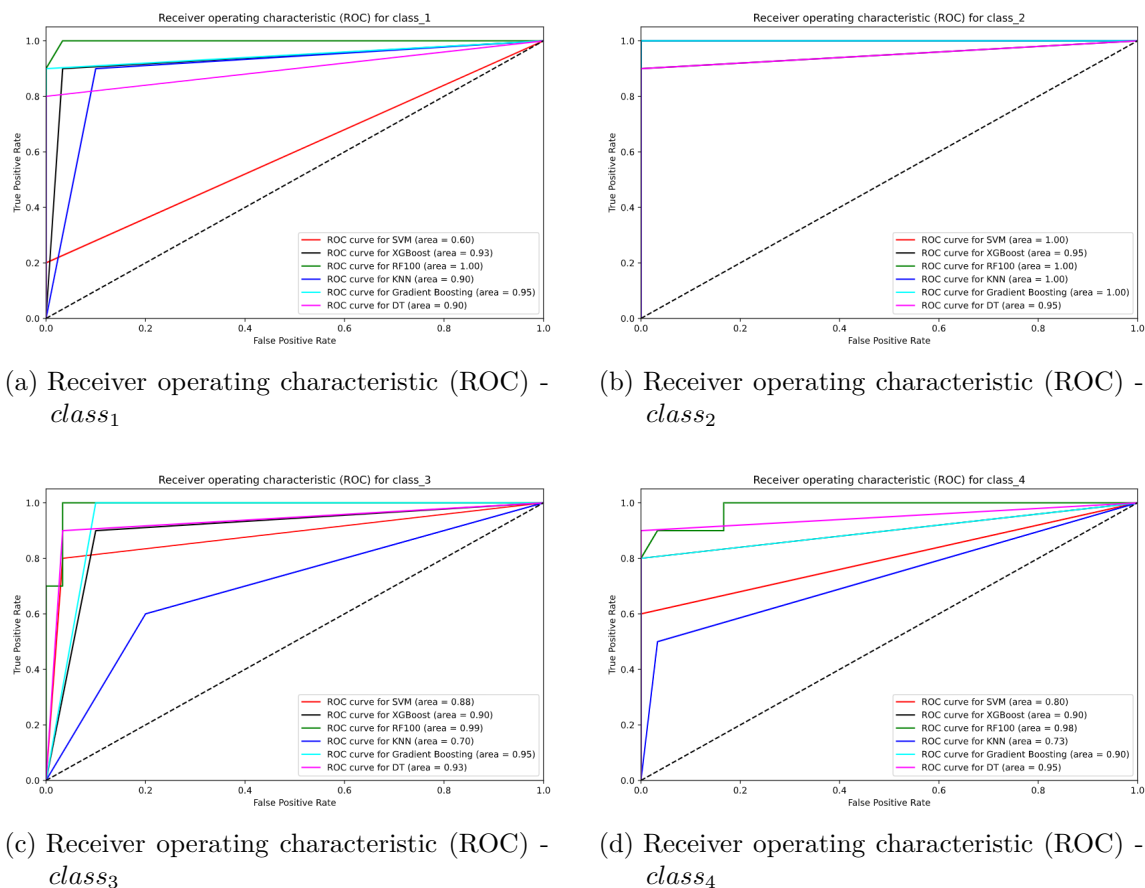 Receiver operating characteristic (ROC) for class_1
True Positive Rate
1.0
0.8
0.6
0.4
0.2
0.0
ROC curve for SVM (area = 0.60)
ROC curve for XGBoost (area = 0.93)
ROC curve for RF100 (area = 1.00)
ROC curve for KNN (area = 0.90)
ROC curve for Gradient Boosting (area = 0.95)
ROC curve for DT (area = 0.90)
0.0 0.2 0.4 0.6 0.8 1.0
False Positive Rate
(a) Receiver operating characteristic (ROC) -
class1
Receiver operating characteristic (ROC) for class_2
True Positive Rate
1.0
0.8
0.6
0.4
0.2
0.0
ROC curve for SVM (area = 1.00)
ROC curve for XGBoost (area = 0.95)
ROC curve for RF100 (area = 1.00)
ROC curve for KNN (area = 1.00)
ROC curve for Gradient Boosting (area = 1.00)
ROC curve for DT (area = 0.95)
0.0 0.2 0.4 0.6 0.8 1.0
False Positive Rate
(b) Receiver operating characteristic (ROC) -
class2
Receiver operating characteristic (ROC) for class_3
True Positive Rate
1.0
0.8
0.6
0.4
0.2
0.0
ROC curve for SVM (area = 0.88)
ROC curve for XGBoost (area = 0.90)
ROC curve for RF100 (area = 0.99)
ROC curve for KNN (area = 0.70)
ROC curve for Gradient Boosting (area = 0.95)
ROC curve for DT (area = 0.93)
0.0 0.2 0.4 0.6 0.8 1.0
False Positive Rate
(c) Receiver operating characteristic (ROC) -
class3
Receiver operating characteristic (ROC) for class_4
True Positive Rate
1.0
0.8
0.6
0.4
0.2
0.0
ROC curve for SVM (area = 0.80)
ROC curve for XGBoost (area = 0.90)
ROC curve for RF100 (area = 0.98)
ROC curve for KNN (area = 0.73)
ROC curve for Gradient Boosting (area = 0.90)
ROC curve for DT (area = 0.95)
0.0 0.2 0.4 0.6 0.8 1.0
False Positive Rate
(d) Receiver operating characteristic (ROC) -
class4